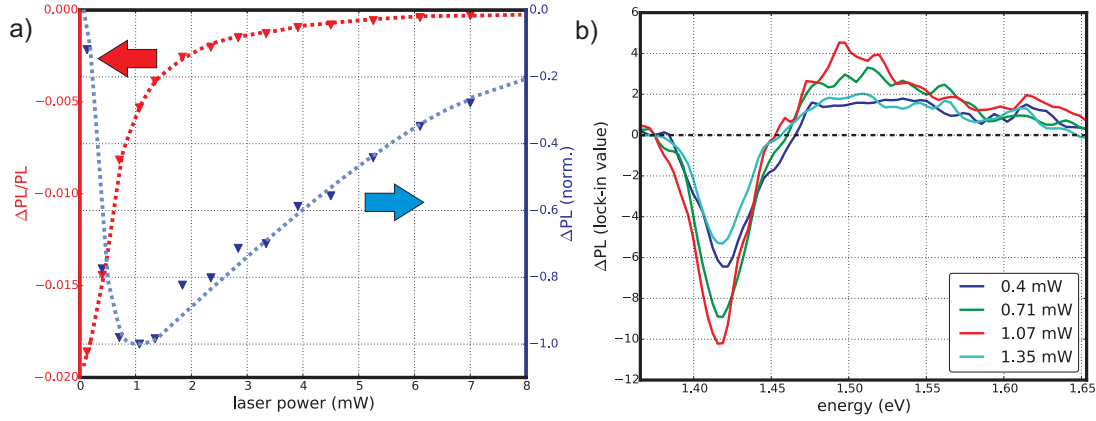 a)
0.000
−0.005
−0.010
−0.015
−0.020
ΔPL/PL
0.0
−0.2
−0.4
−0.6
−0.8
−1.0
ΔPL (norm.)
0 1 2 3 4 5 6 7 8
laser power (mW)
b)
6
4
2
0
−2
−4
−6
−8
−10
−12
ΔPL (lock-in value)
0.4 mW
0.71 mW
1.07 mW
1.35 mW
1.40 1.45 1.50 1.55 1.60 1.65
energy (eV)